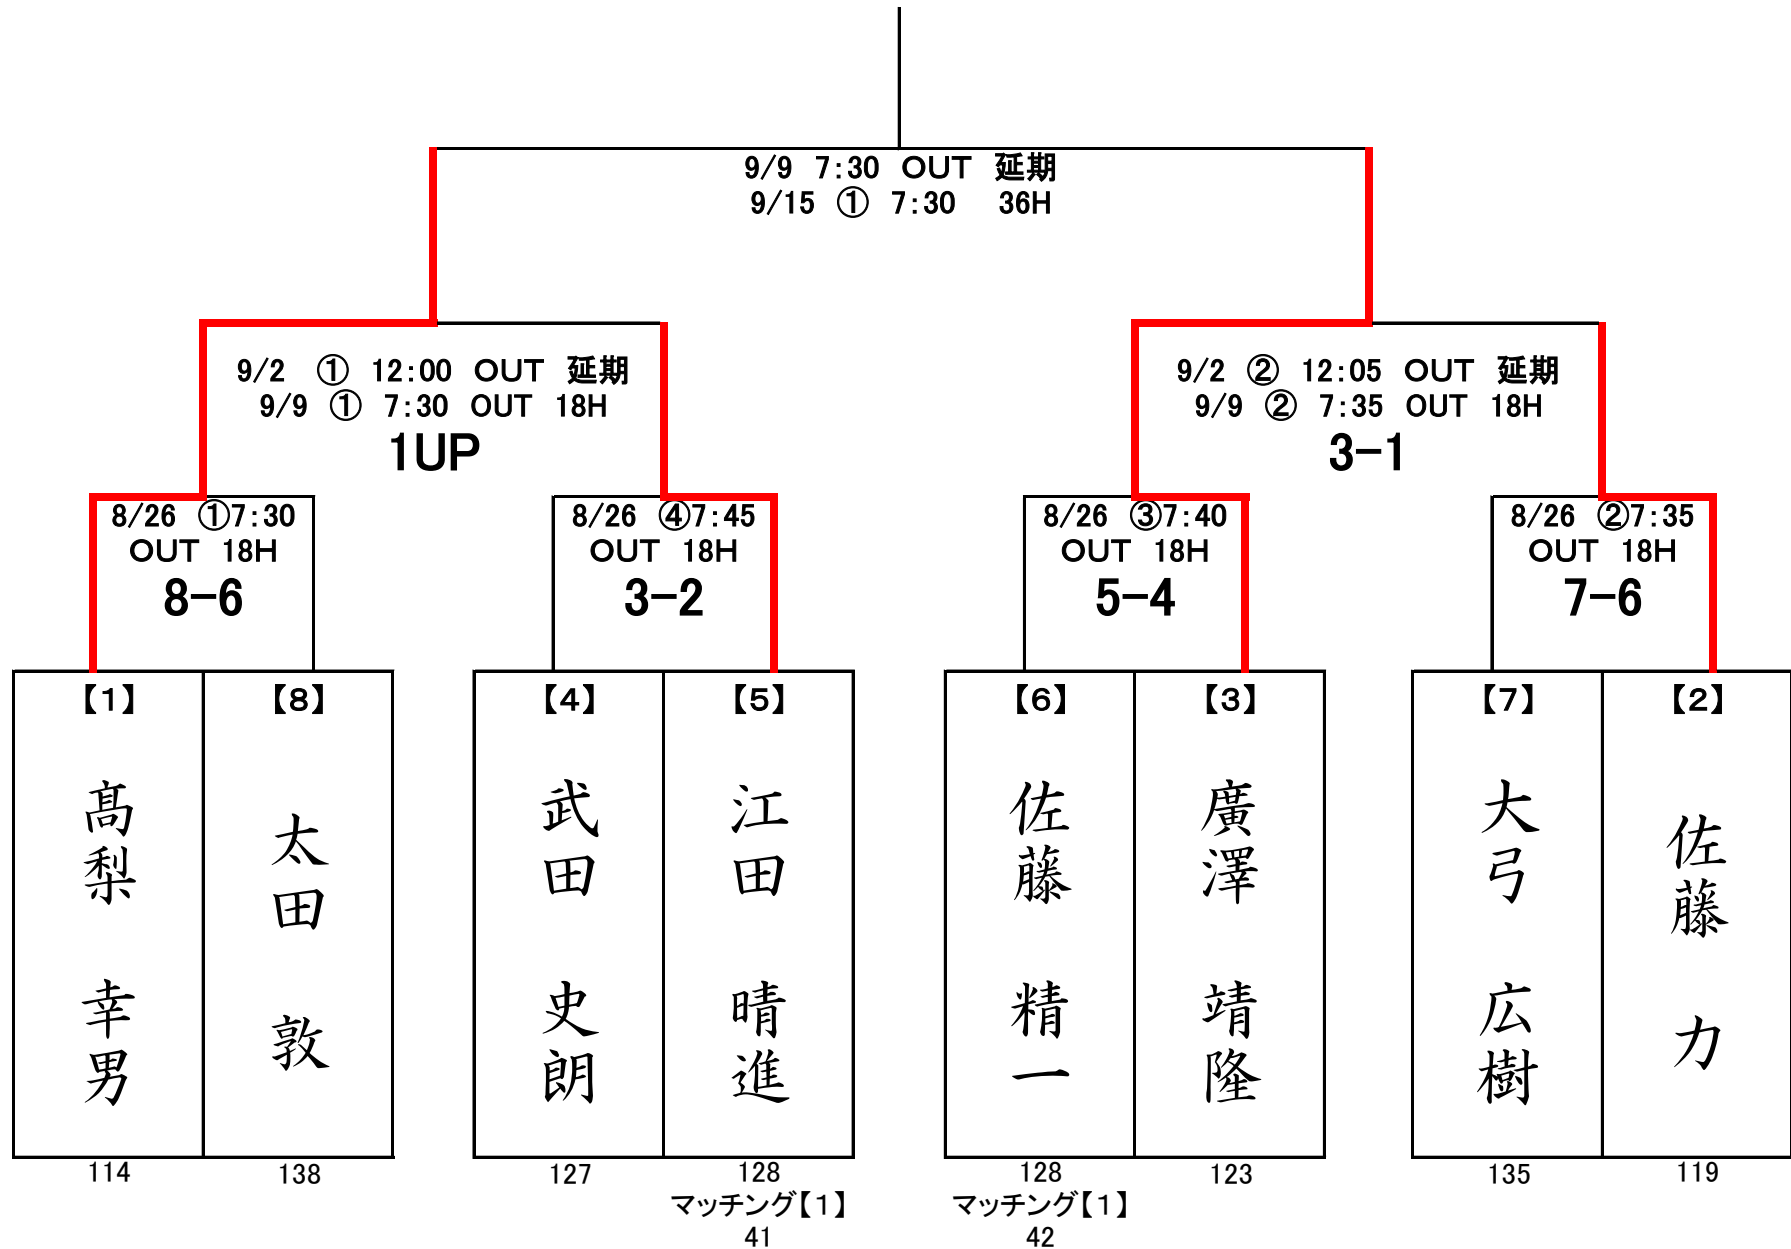 9/9 7:30 OUT 延期
9/15 ① 7:30 36H
9/2 ① 12:00 OUT 延期
9/9 ① 7:30 OUT 18H
1UP
9/2 ② 12:05 OUT 延期
9/9 ② 7:35 OUT 18H
3-1
8/26 ①7:30
OUT 18H
8-6
8/26 ④7:45
OUT 18H
3-2
8/26 ③7:40
OUT 18H
5-4
8/26 ②7:35
OUT 18H
7-6
【1】
髙梨 幸男
114
【8】
太田 敦
138
【4】
武田 史朗
127
【5】
江田 晴進
128
マッチング【1】
41
【6】
佐藤 精一
128
マッチング【1】
42
【3】
廣澤 靖隆
123
【7】
大弓 広樹
135
【2】
佐藤 力
119